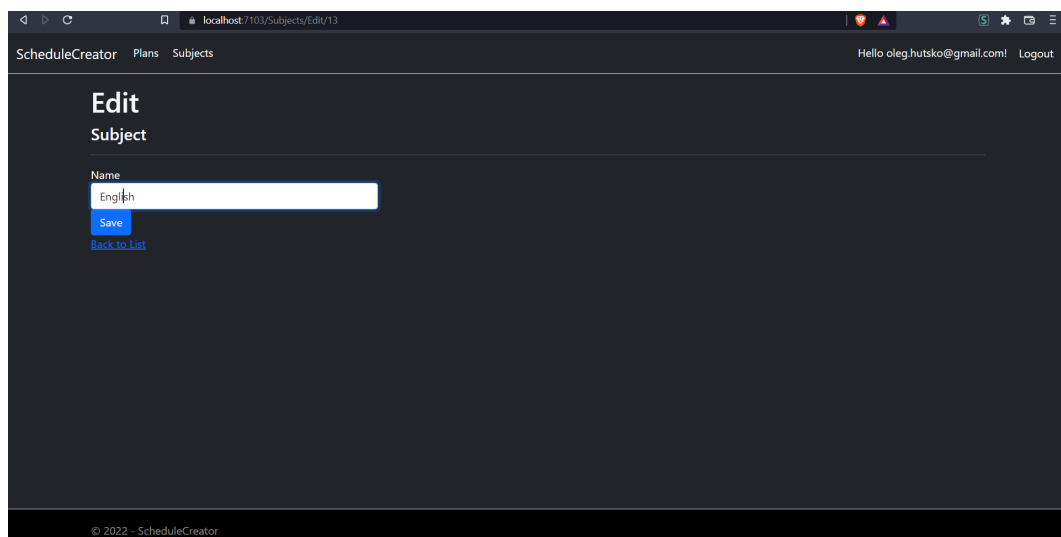 localhost:7103/Subjects/Edit/13
ScheduleCreator Plans Subjects Hello oleg.hutsko@gmail.com! Logout
Edit
Subject
Name
English
Save
Back to List
© 2022 - ScheduleCreator